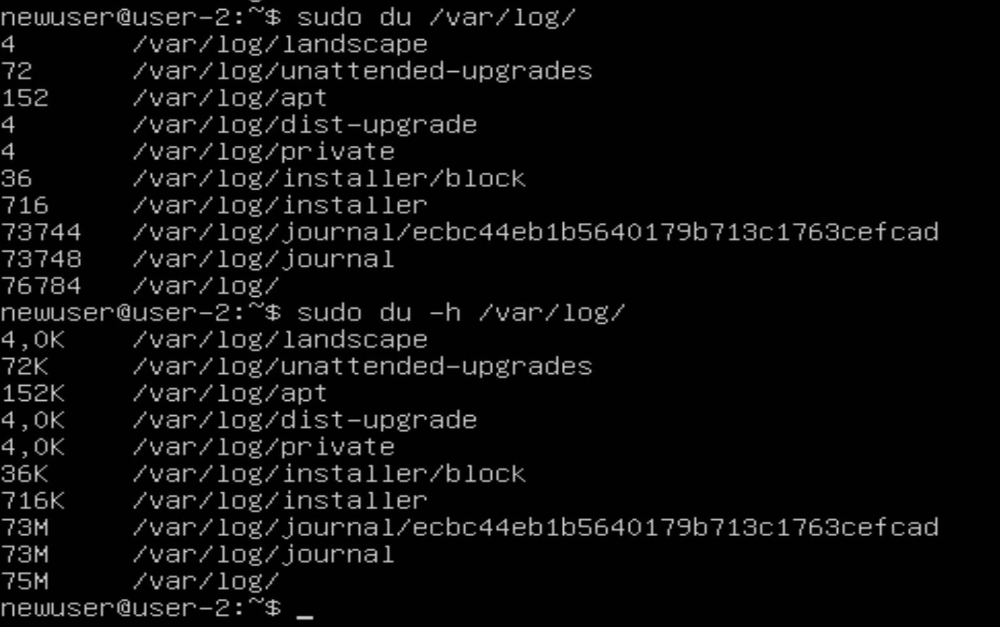 newuser@user-2:~$ sudo du /var/log/
4 /var/log/landscape
72 /var/log/unattended-upgrades
152 /var/log/apt
4 /var/log/dist-upgrade
4 /var/log/private
36 /var/log/installer/block
716 /var/log/installer
73744 /var/log/journal/ecbc44eb1b5640179b713c1763cefcad
73748 /var/log/journal
76784 /var/log/
newuser@user-2:~$ sudo du -h /var/log/
4,0K /var/log/landscape
72K /var/log/unattended-upgrades
152K /var/log/apt
4,0K /var/log/dist-upgrade
4,0K /var/log/private
36K /var/log/installer/block
716K /var/log/installer
73M /var/log/journal/ecbc44eb1b5640179b713c1763cefcad
73M /var/log/journal
75M /var/log/
newuser@user-2:~$ _